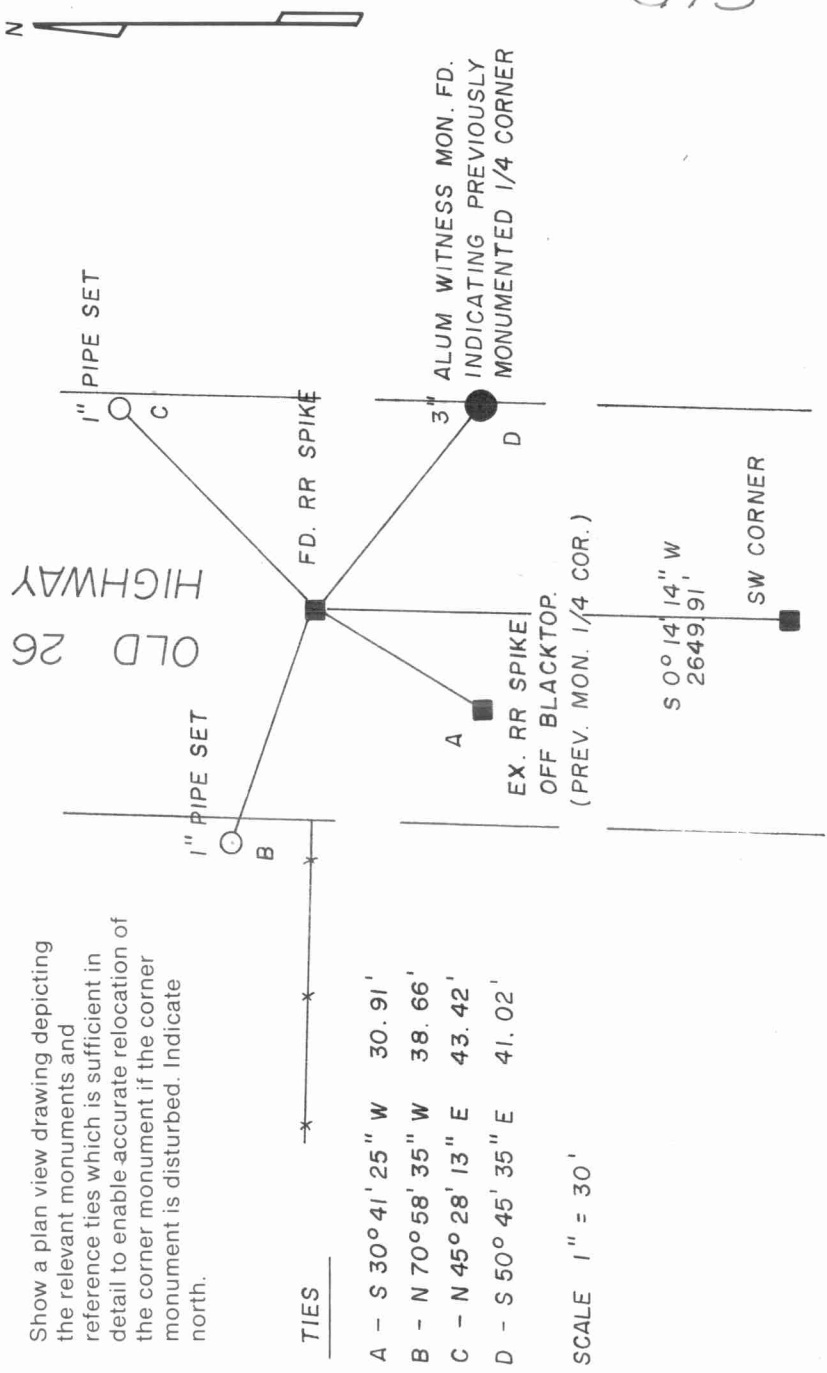 Show a plan view drawing depicting
the relevant monuments and
reference ties which is sufficient in
detail to enable accurate relocation of
the corner monument if the corner
monument is disturbed. Indicate
north.
N
OLD 26
HIGHWAY
1" PIPE SET
B
1" PIPE SET
C
FD. RR SPIKE
A
EX. RR SPIKE
OFF BLACKTOP.
(PREV. MON. 1/4 COR.)
3" ALUM WITNESS MON. FD.
INDICATING PREVIOUSLY
MONUMENTED 1/4 CORNER
D
S 0° 14' 14" W
2649.91'
SW CORNER
TIES
A - S 30° 41' 25" W 30.91'
B - N 70° 58' 35" W 38.66'
C - N 45° 28' 13" E 43.42'
D - S 50° 45' 35" E 41.02'
SCALE 1" = 30'